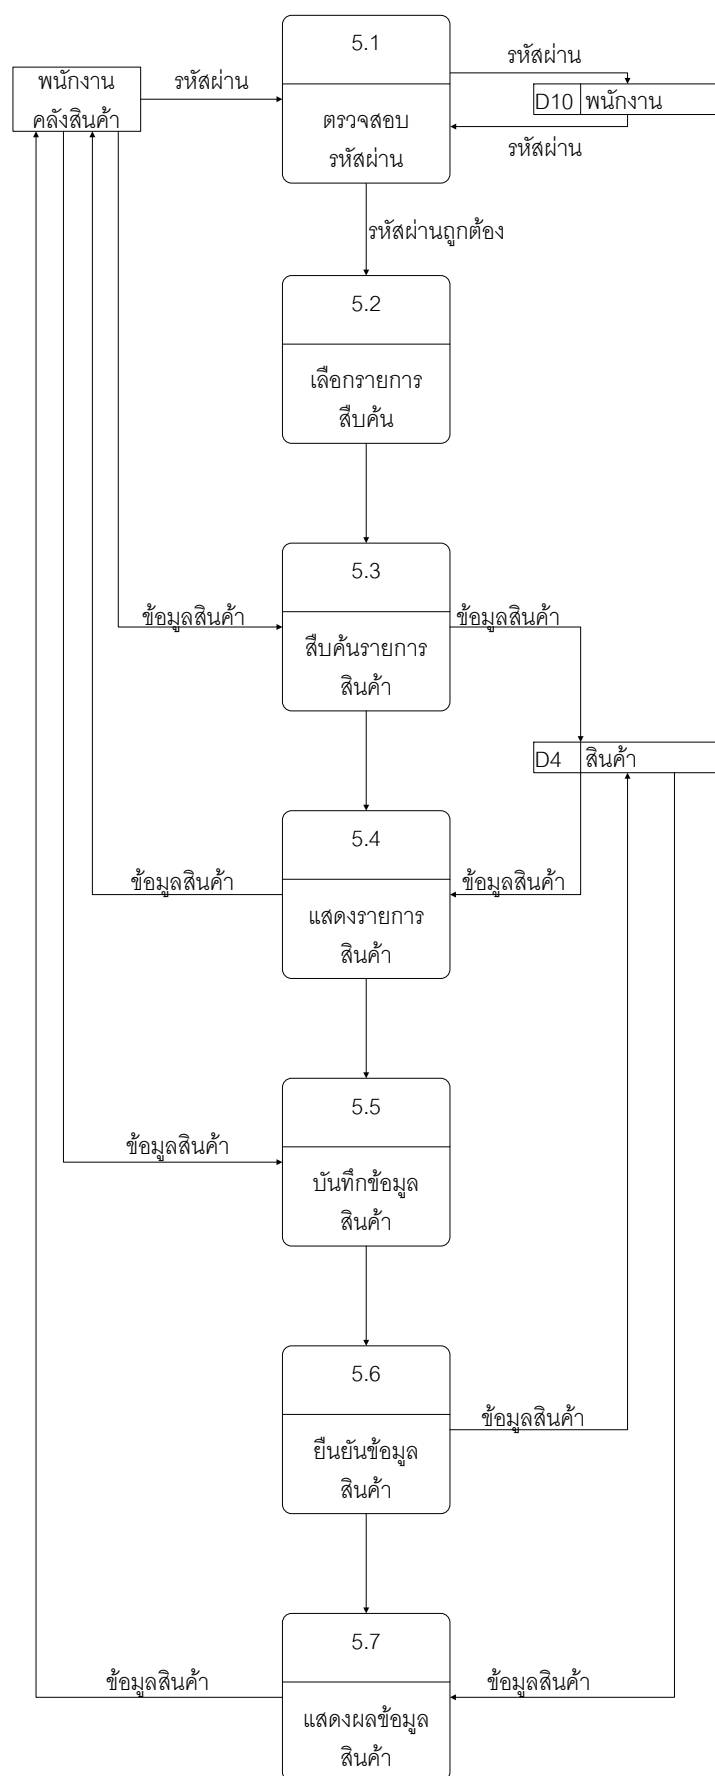 5.1
พนักงาน
คลังสินค้า
รหัสผ่าน
รหัสผ่าน
D10 พนักงาน
ตรวจสอบ
รหัสผ่าน
รหัสผ่าน
รหัสผ่านถูกต้อง
5.2
เลือกรายการ
สืบค้น
5.3
ข้อมูลสินค้า
ข้อมูลสินค้า
สืบค้นรายการ
สินค้า
D4 สินค้า
5.4
ข้อมูลสินค้า
ข้อมูลสินค้า
แสดงรายการ
สินค้า
5.5
ข้อมูลสินค้า
บันทึกข้อมูล
สินค้า
5.6
ข้อมูลสินค้า
ยืนยันข้อมูล
สินค้า
5.7
ข้อมูลสินค้า
ข้อมูลสินค้า
แสดงผลข้อมูล
สินค้า